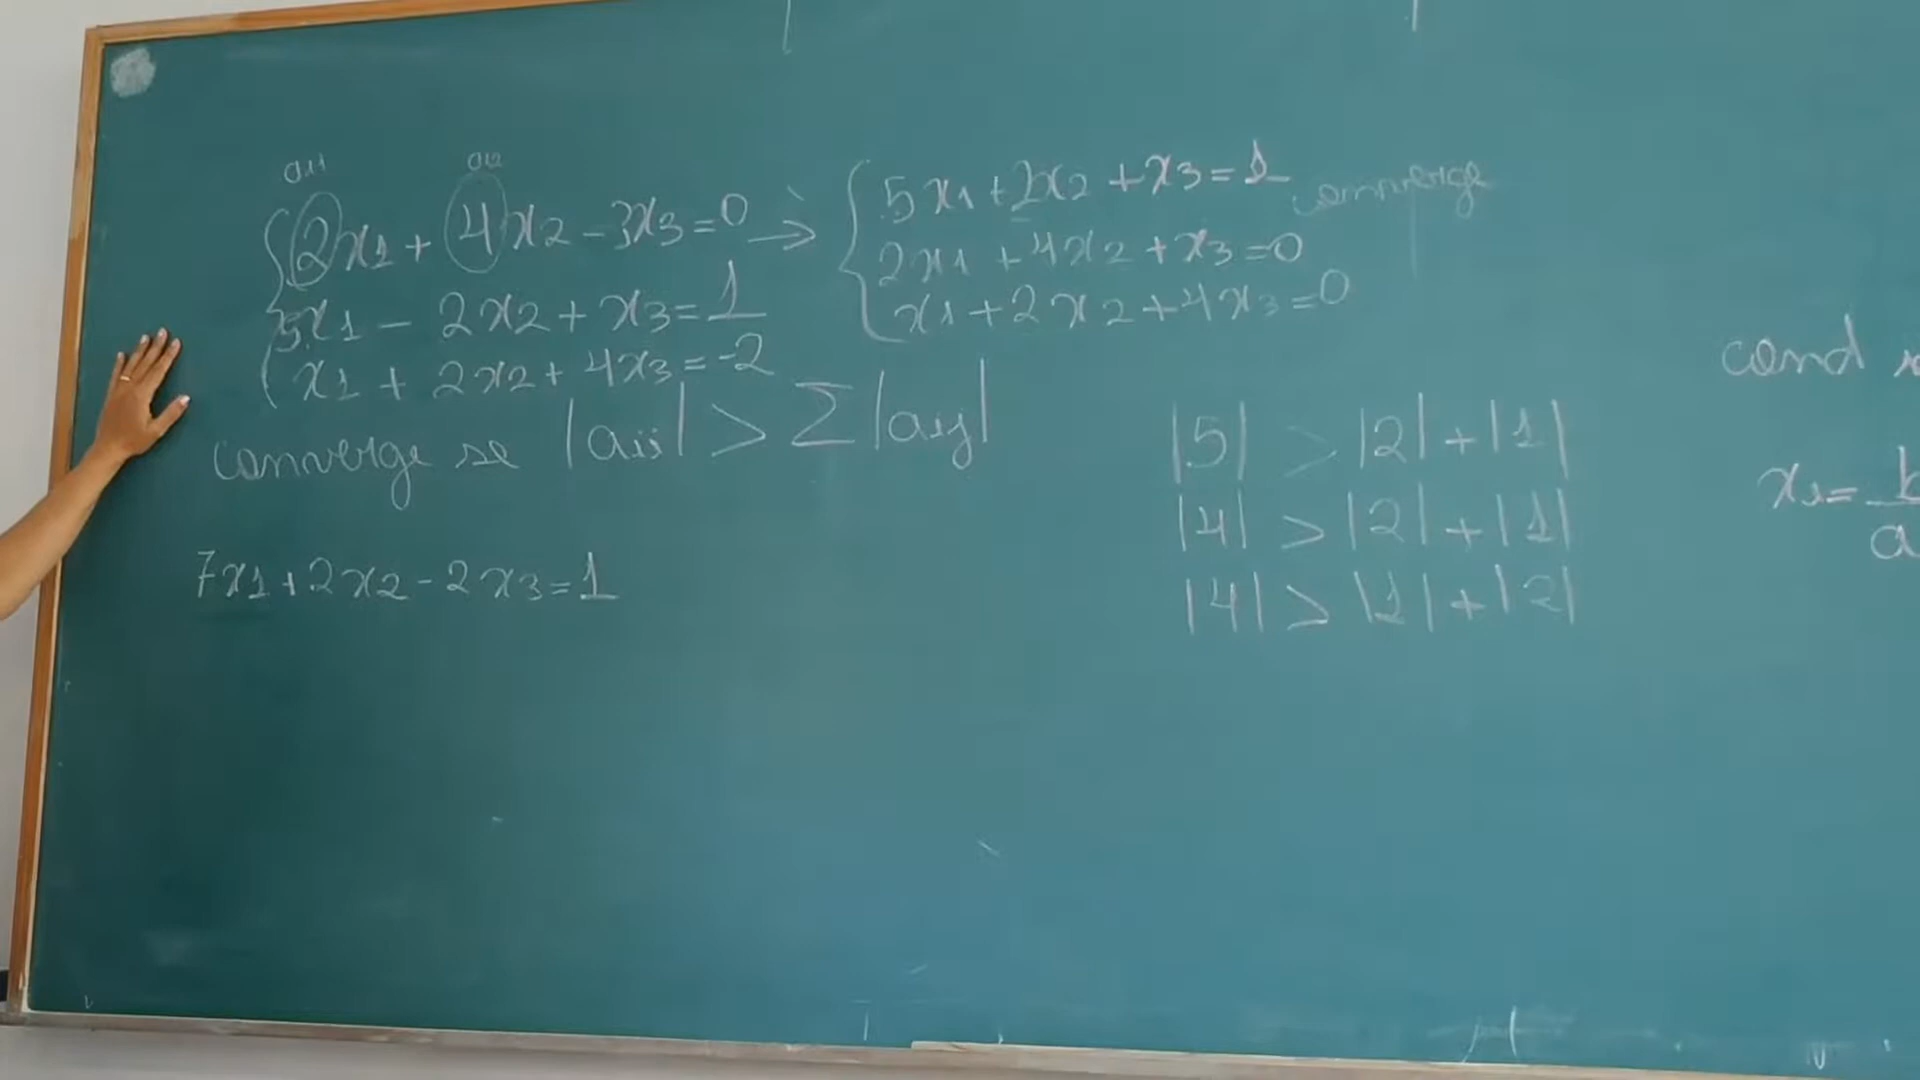 a11 a12
2x1 + 4x2 - 3x3 = 0 →
5x1 - 2x2 + x3 = 1
x1 + 2x2 + 4x3 = -2
converge se |aii| > Σ|aij|
7x1 + 2x2 - 2x3 = 1
5x1 + 2x2 + x3 = 1 converge
2x1 + 4x2 + x3 = 0
x1 + 2x2 + 4x3 = 0
|5| > |2| + |1|
|4| > |2| + |1|
|4| > |1| + |2|
cond
x1 =
a